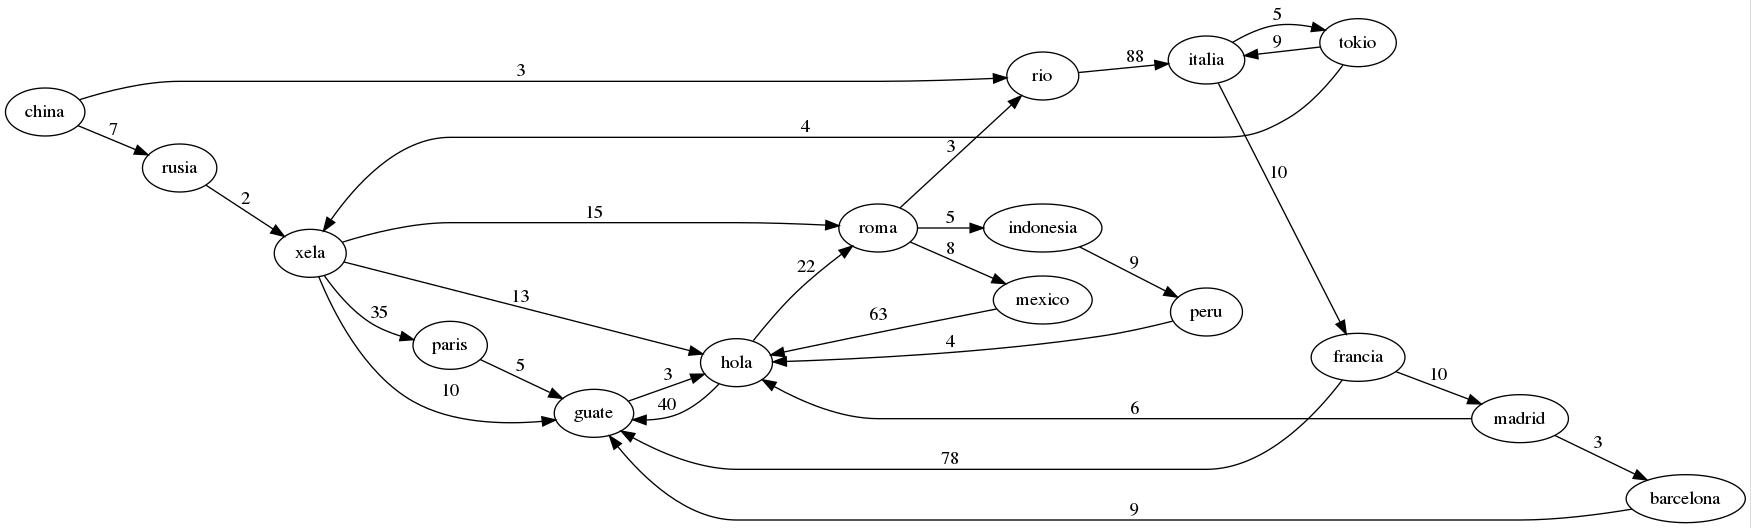 5
tokio
9
italia
88
rio
3
china
7
4
rusia
3
2
10
15
roma
5
indonesia
xela
8
9
22
13
mexico
35
63
peru
paris
4
hola
francia
5
3
10
10
40
6
guate
madrid
3
78
barcelona
9